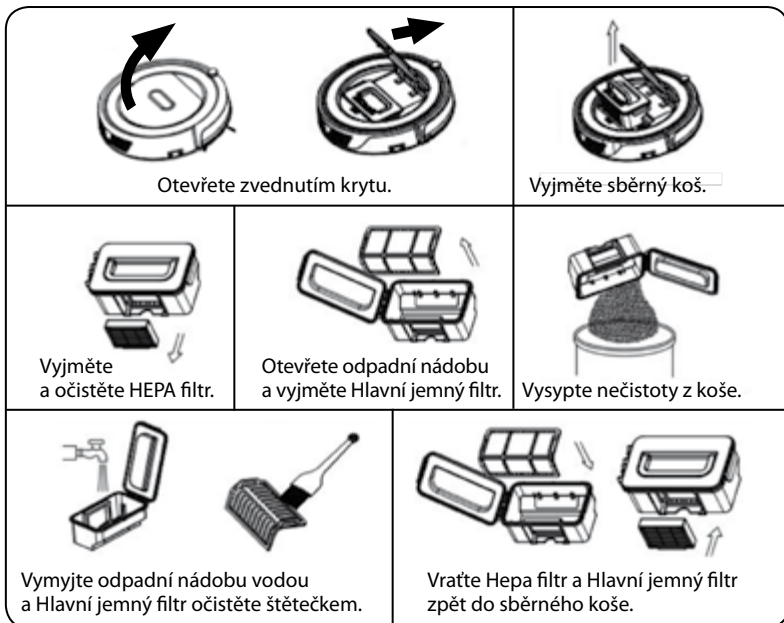 Otevřete zvednutím krytu.
Vyjměte sběrný koš.
Vyjměte
a očistěte HEPA filtr.
Otevřete odpadní nádobu
a vyjměte Hlavní jemný filtr.
Vysypte nečistoty z koše.
Vymyjte odpadní nádobu vodou
a Hlavní jemný filtr očistěte štětečkem.
Vraťte Hepa filtr a Hlavní jemný filtr
zpět do sběrného koše.